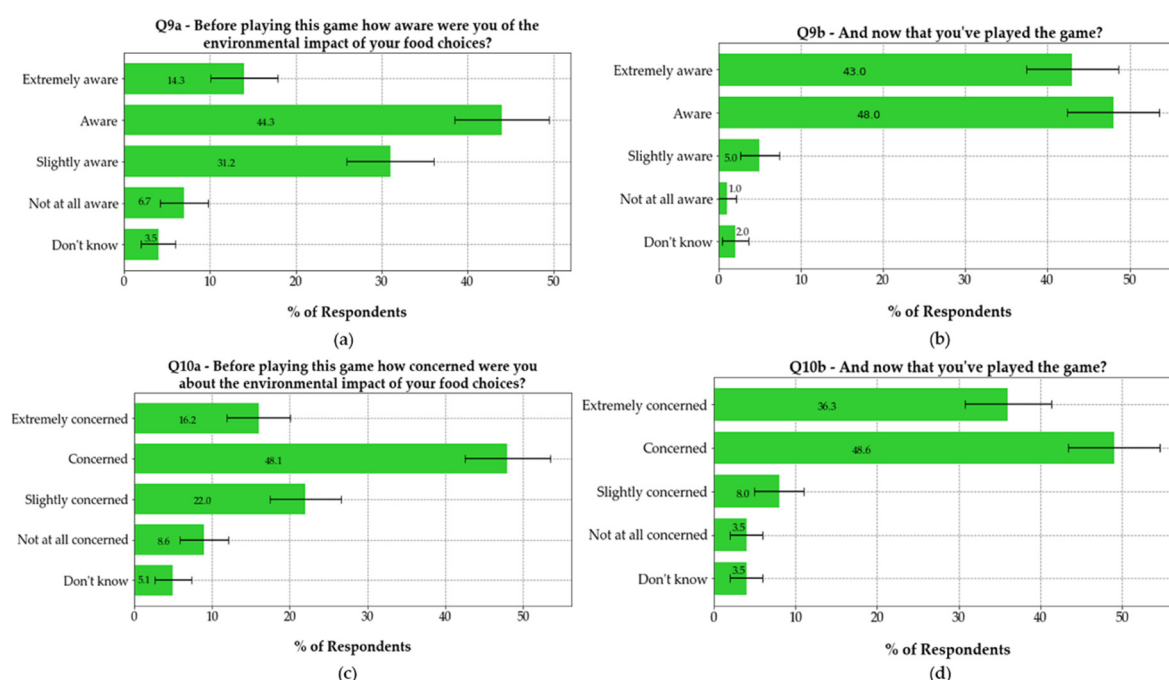 Q9a - Before playing this game how aware were you of the
environmental impact of your food choices?
Extremely aware
14.3
Aware
44.3
Slightly aware
31.2
Not at all aware
6.7
Don't know
3.5
0 10 20 30 40 50
% of Respondents
(a)
Q9b - And now that you've played the game?
Extremely aware
43.0
Aware
48.0
Slightly aware
5.0
Not at all aware
1.0
Don't know
2.0
0 10 20 30 40 50
% of Respondents
(b)
Q10a - Before playing this game how concerned were you
about the environmental impact of your food choices?
Extremely concerned
16.2
Concerned
48.1
Slightly concerned
22.0
Not at all concerned
8.6
Don't know
5.1
0 10 20 30 40 50
% of Respondents
(c)
Q10b - And now that you've played the game?
Extremely concerned
36.3
Concerned
48.6
Slightly concerned
8.0
Not at all concerned
3.5
Don't know
3.5
0 10 20 30 40 50
% of Respondents
(d)